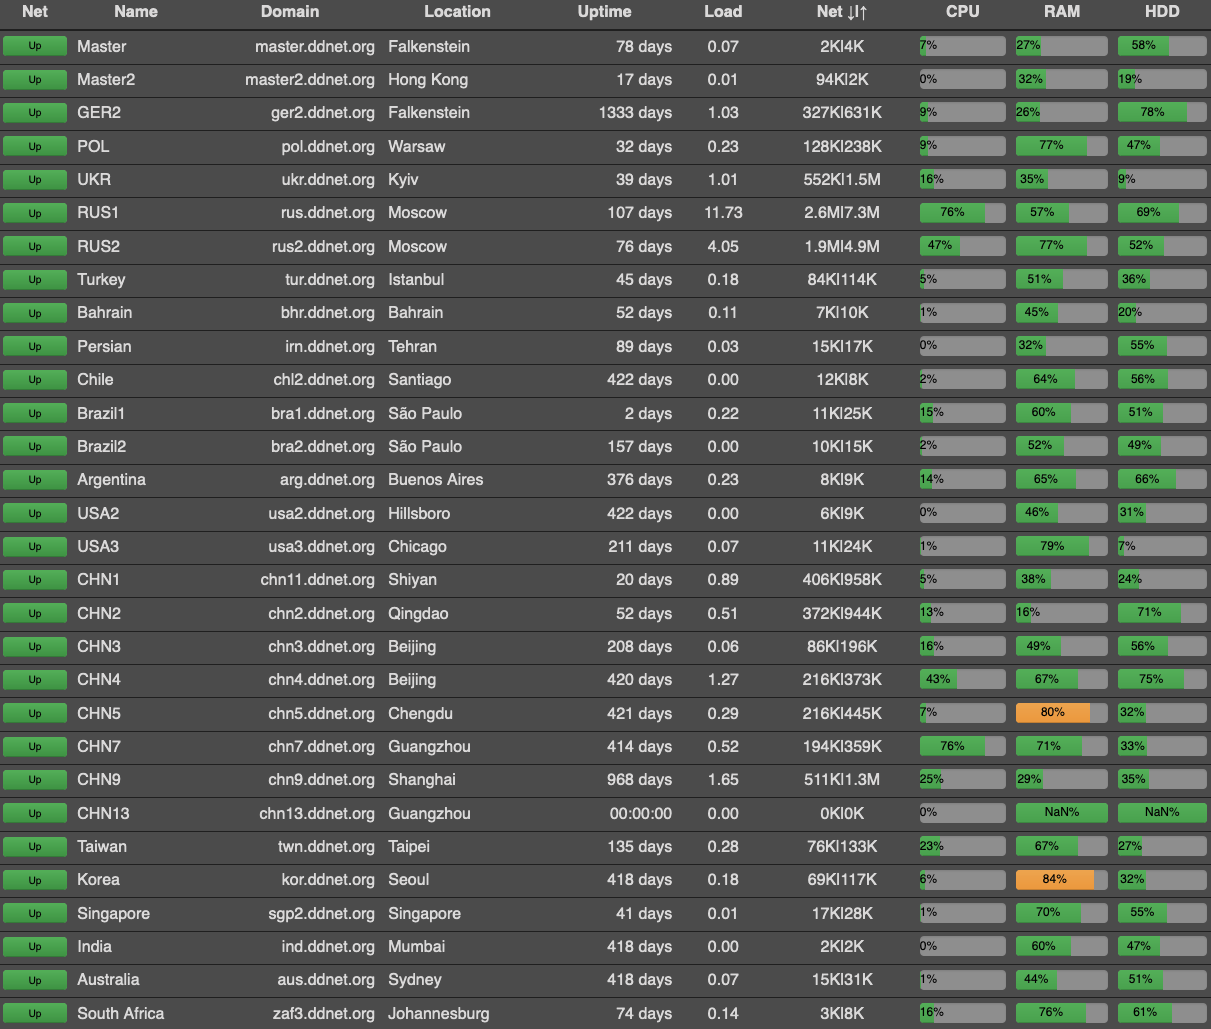 Net Name Domain Location Uptime Load Net ↓|↑ CPU RAM HDD
Up Master master.ddnet.org Falkenstein 78 days 0.07 2K|4K 7% 27% 58%
Up Master2 master2.ddnet.org Hong Kong 17 days 0.01 94K|2K 0% 32% 19%
Up GER2 ger2.ddnet.org Falkenstein 1333 days 1.03 327K|631K 9% 26% 78%
Up POL pol.ddnet.org Warsaw 32 days 0.23 128K|238K 9% 77% 47%
Up UKR ukr.ddnet.org Kyiv 39 days 1.01 552K|1.5M 16% 35% 9%
Up RUS1 rus.ddnet.org Moscow 107 days 11.73 2.6M|7.3M 76% 57% 69%
Up RUS2 rus2.ddnet.org Moscow 76 days 4.05 1.9M|4.9M 47% 77% 52%
Up Turkey tur.ddnet.org Istanbul 45 days 0.18 84K|114K 5% 51% 36%
Up Bahrain bhr.ddnet.org Bahrain 52 days 0.11 7K|10K 1% 45% 20%
Up Persian irn.ddnet.org Tehran 89 days 0.03 15K|17K 0% 32% 55%
Up Chile chl2.ddnet.org Santiago 422 days 0.00 12K|8K 2% 64% 56%
Up Brazil1 bra1.ddnet.org São Paulo 2 days 0.22 11K|25K 15% 60% 51%
Up Brazil2 bra2.ddnet.org São Paulo 157 days 0.00 10K|15K 2% 52% 49%
Up Argentina arg.ddnet.org Buenos Aires 376 days 0.23 8K|9K 14% 65% 66%
Up USA2 usa2.ddnet.org Hillsboro 422 days 0.00 6K|9K 0% 46% 31%
Up USA3 usa3.ddnet.org Chicago 211 days 0.07 11K|24K 1% 79% 7%
Up CHN1 chn11.ddnet.org Shiyan 20 days 0.89 406K|958K 5% 38% 24%
Up CHN2 chn2.ddnet.org Qingdao 52 days 0.51 372K|944K 13% 16% 71%
Up CHN3 chn3.ddnet.org Beijing 208 days 0.06 86K|196K 16% 49% 56%
Up CHN4 chn4.ddnet.org Beijing 420 days 1.27 216K|373K 43% 67% 75%
Up CHN5 chn5.ddnet.org Chengdu 421 days 0.29 216K|445K 7% 80% 32%
Up CHN7 chn7.ddnet.org Guangzhou 414 days 0.52 194K|359K 76% 71% 33%
Up CHN9 chn9.ddnet.org Shanghai 968 days 1.65 511K|1.3M 25% 29% 35%
Up CHN13 chn13.ddnet.org Guangzhou 00:00:00 0.00 0K|0K 0% NaN% NaN%
Up Taiwan twn.ddnet.org Taipei 135 days 0.28 76K|133K 23% 67% 27%
Up Korea kor.ddnet.org Seoul 418 days 0.18 69K|117K 6% 84% 32%
Up Singapore sgp2.ddnet.org Singapore 41 days 0.01 17K|28K 1% 70% 55%
Up India ind.ddnet.org Mumbai 418 days 0.00 2K|2K 0% 60% 47%
Up Australia aus.ddnet.org Sydney 418 days 0.07 15K|31K 1% 44% 51%
Up South Africa zaf3.ddnet.org Johannesburg 74 days 0.14 3K|8K 16% 76% 61%